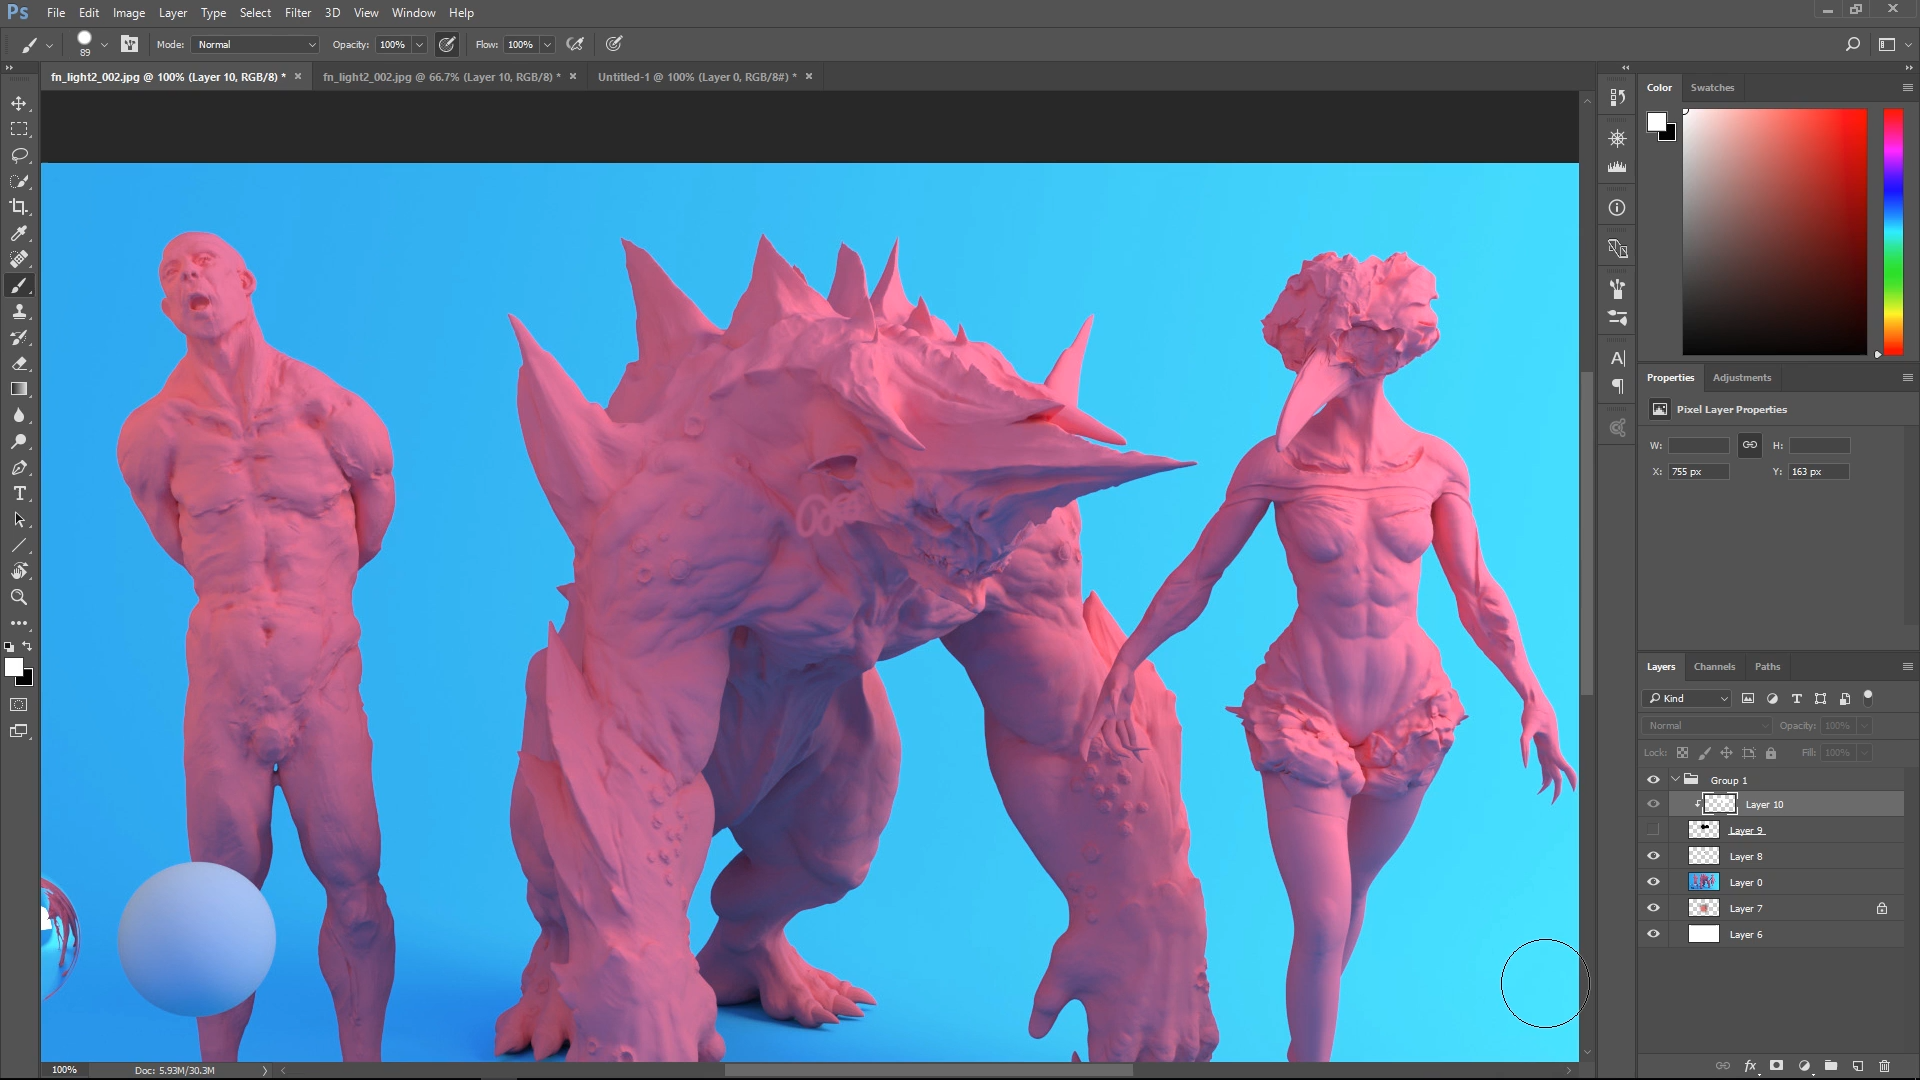 Ps File Edit Image Layer Type Select Filter 3D View Window Help
89 Mode: Normal Opacity: 100% Flow: 100%
fn_light2_002.jpg @ 100% (Layer 10, RGB/8) * × fn_light2_002.jpg @ 66.7% (Layer 10, RGB/8) * × Untitled-1 @ 100% (Layer 0, RGB/8#) * ×
Color Swatches
Properties Adjustments
Pixel Layer Properties
W: H:
X: 755 px Y: 163 px
Layers Channels Paths
Kind
Normal Opacity: 100%
Lock: Fill: 100%
Group 1
Layer 10
Layer 9
Layer 8
Layer 0
Layer 7
Layer 6
fx
100% Doc: 5.93M/30.3M